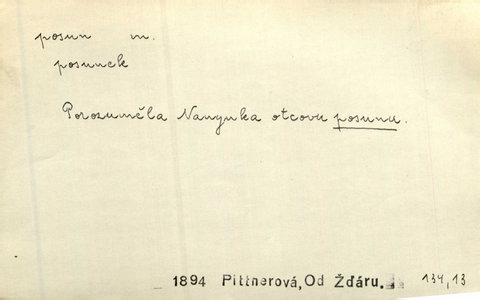 posun m.
posunek
Porozuměla Nanynka otcovu posunu.
1894 Pittnerová, Od Žďáru. 134,13